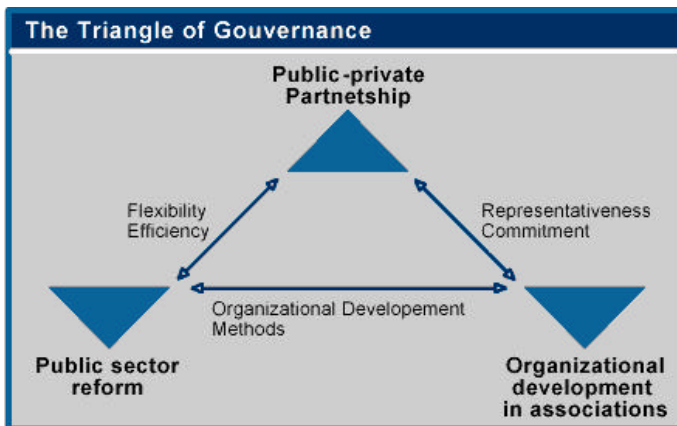 The Triangle of Gouvernance
Public-private
Partnetship
Flexibility
Efficiency
Representativeness
Commitment
Organizational Developement
Methods
Public sector
reform
Organizational
development
in associations